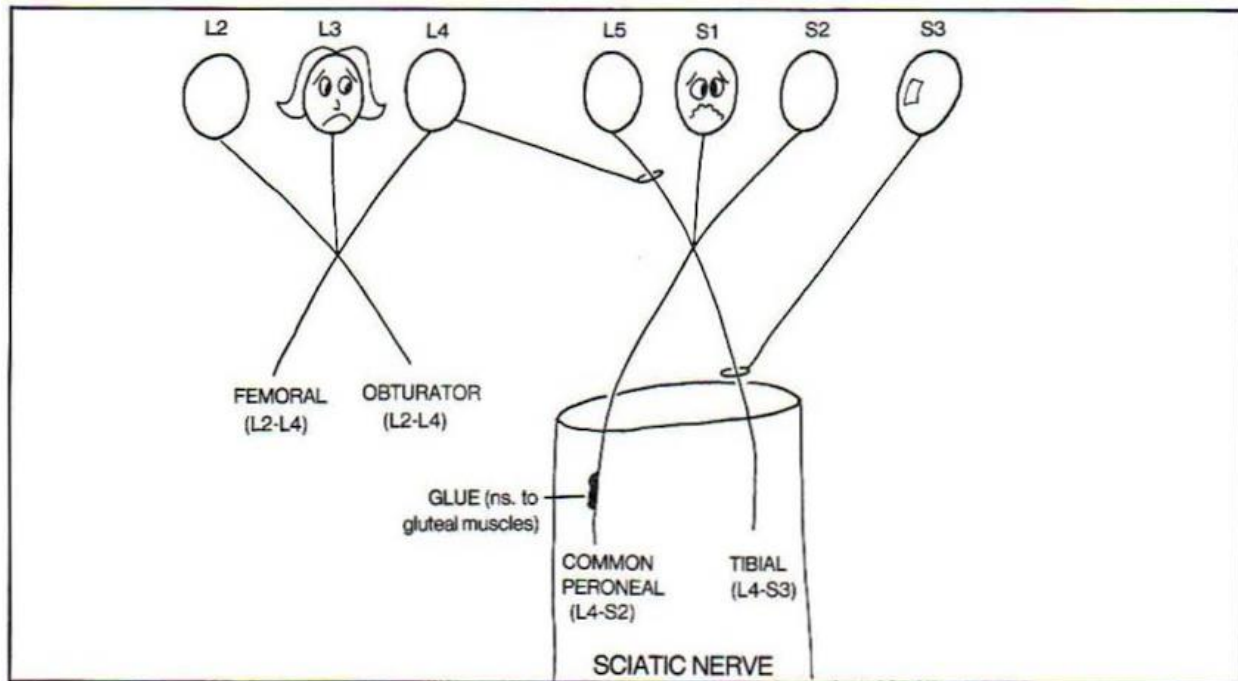 L2 L3 L4 L5 S1 S2 S3
FEMORAL
(L2-L4)
OBTURATOR
(L2-L4)
GLUE (ns. to
gluteal muscles)
COMMON
PERONEAL
(L4-S2)
TIBIAL
(L4-S3)
SCIATIC NERVE